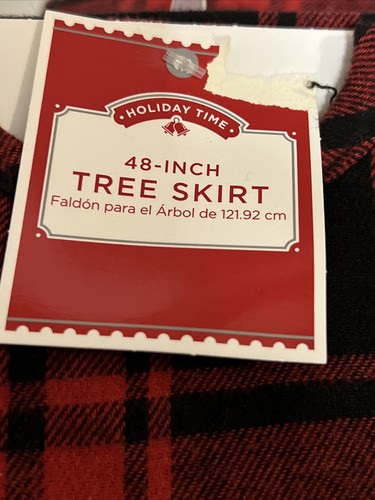 HOLIDAY TIME
48-INCH
TREE SKIRT
Faldón para el Árbol de 121.92 cm